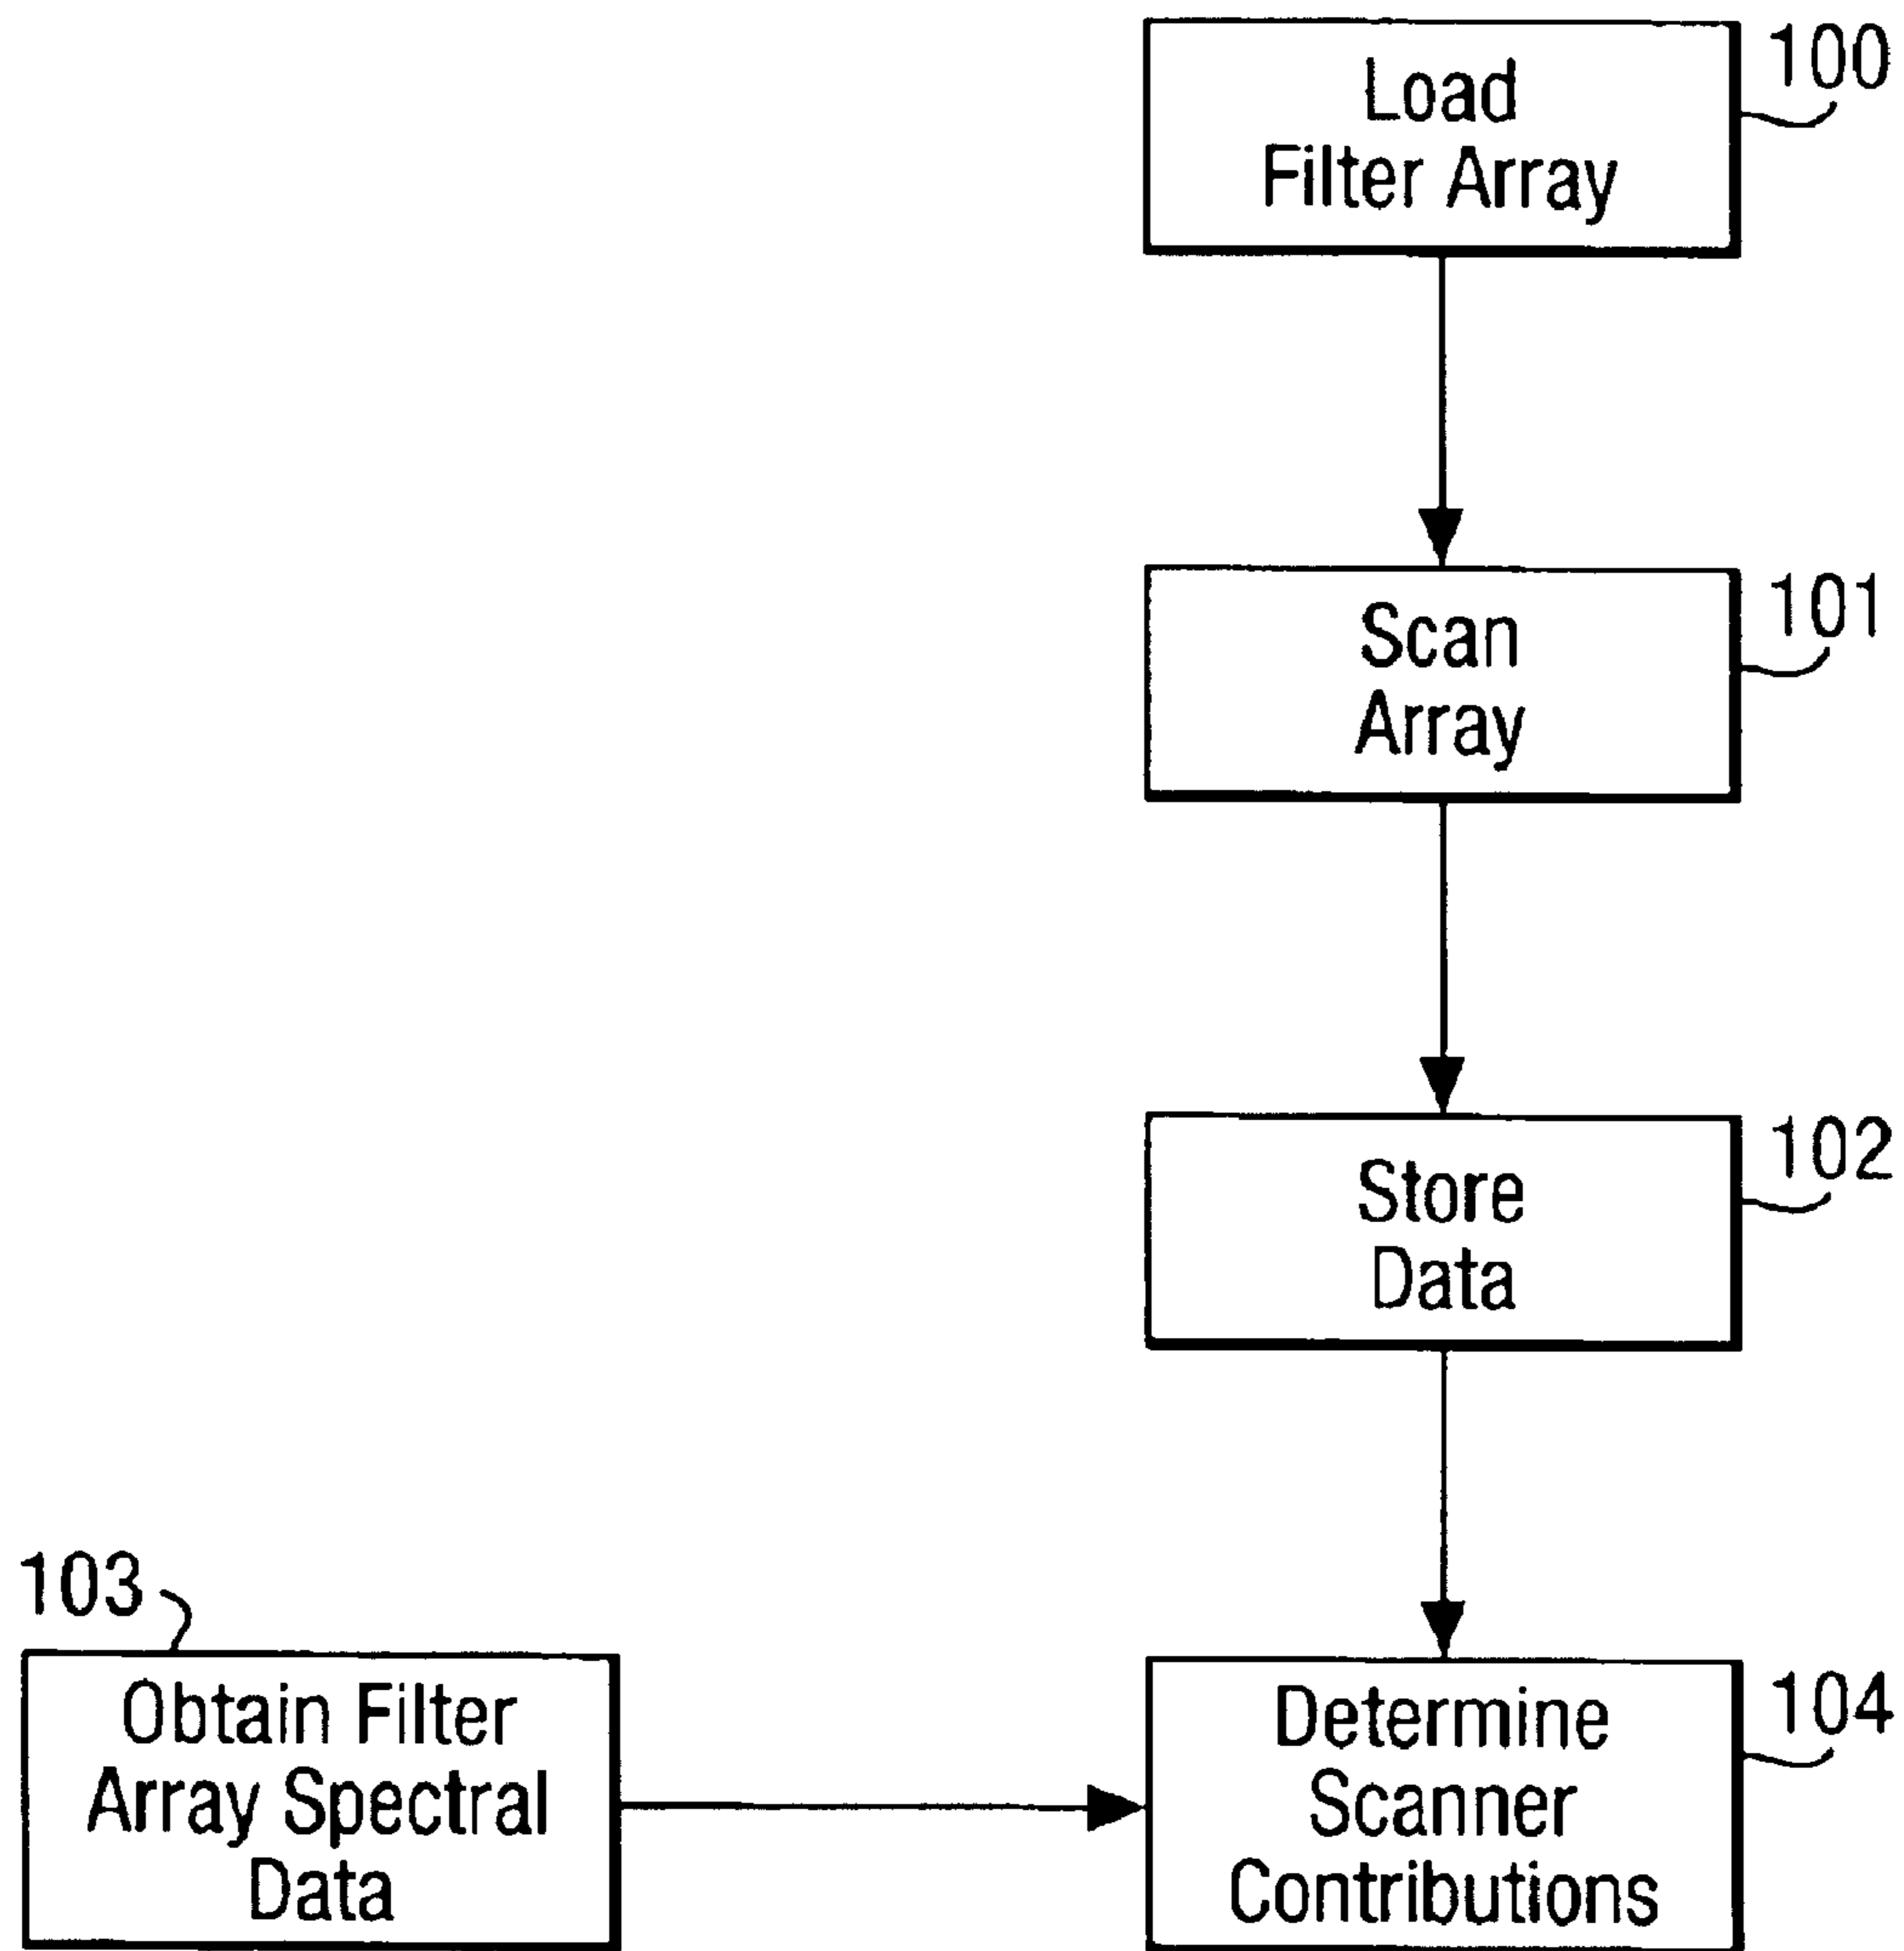 100
Load
Filter Array
101
Scan
Array
102
Store
Data
103
Obtain Filter
Array Spectral
Data
104
Determine
Scanner
Contributions